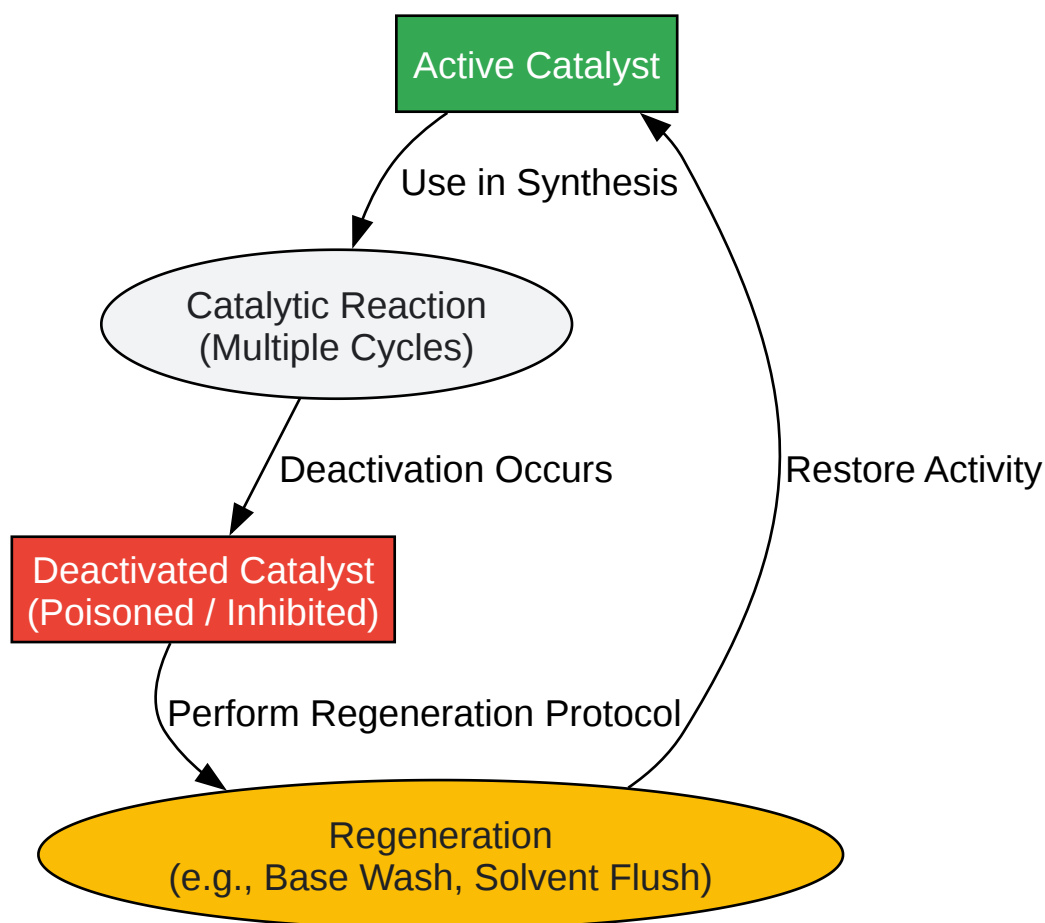 Active Catalyst
Use in Synthesis
Catalytic Reaction
(Multiple Cycles)
Deactivation Occurs
Restore Activity
Deactivated Catalyst
(Poisoned / Inhibited)
Perform Regeneration Protocol
Regeneration
(e.g., Base Wash, Solvent Flush)